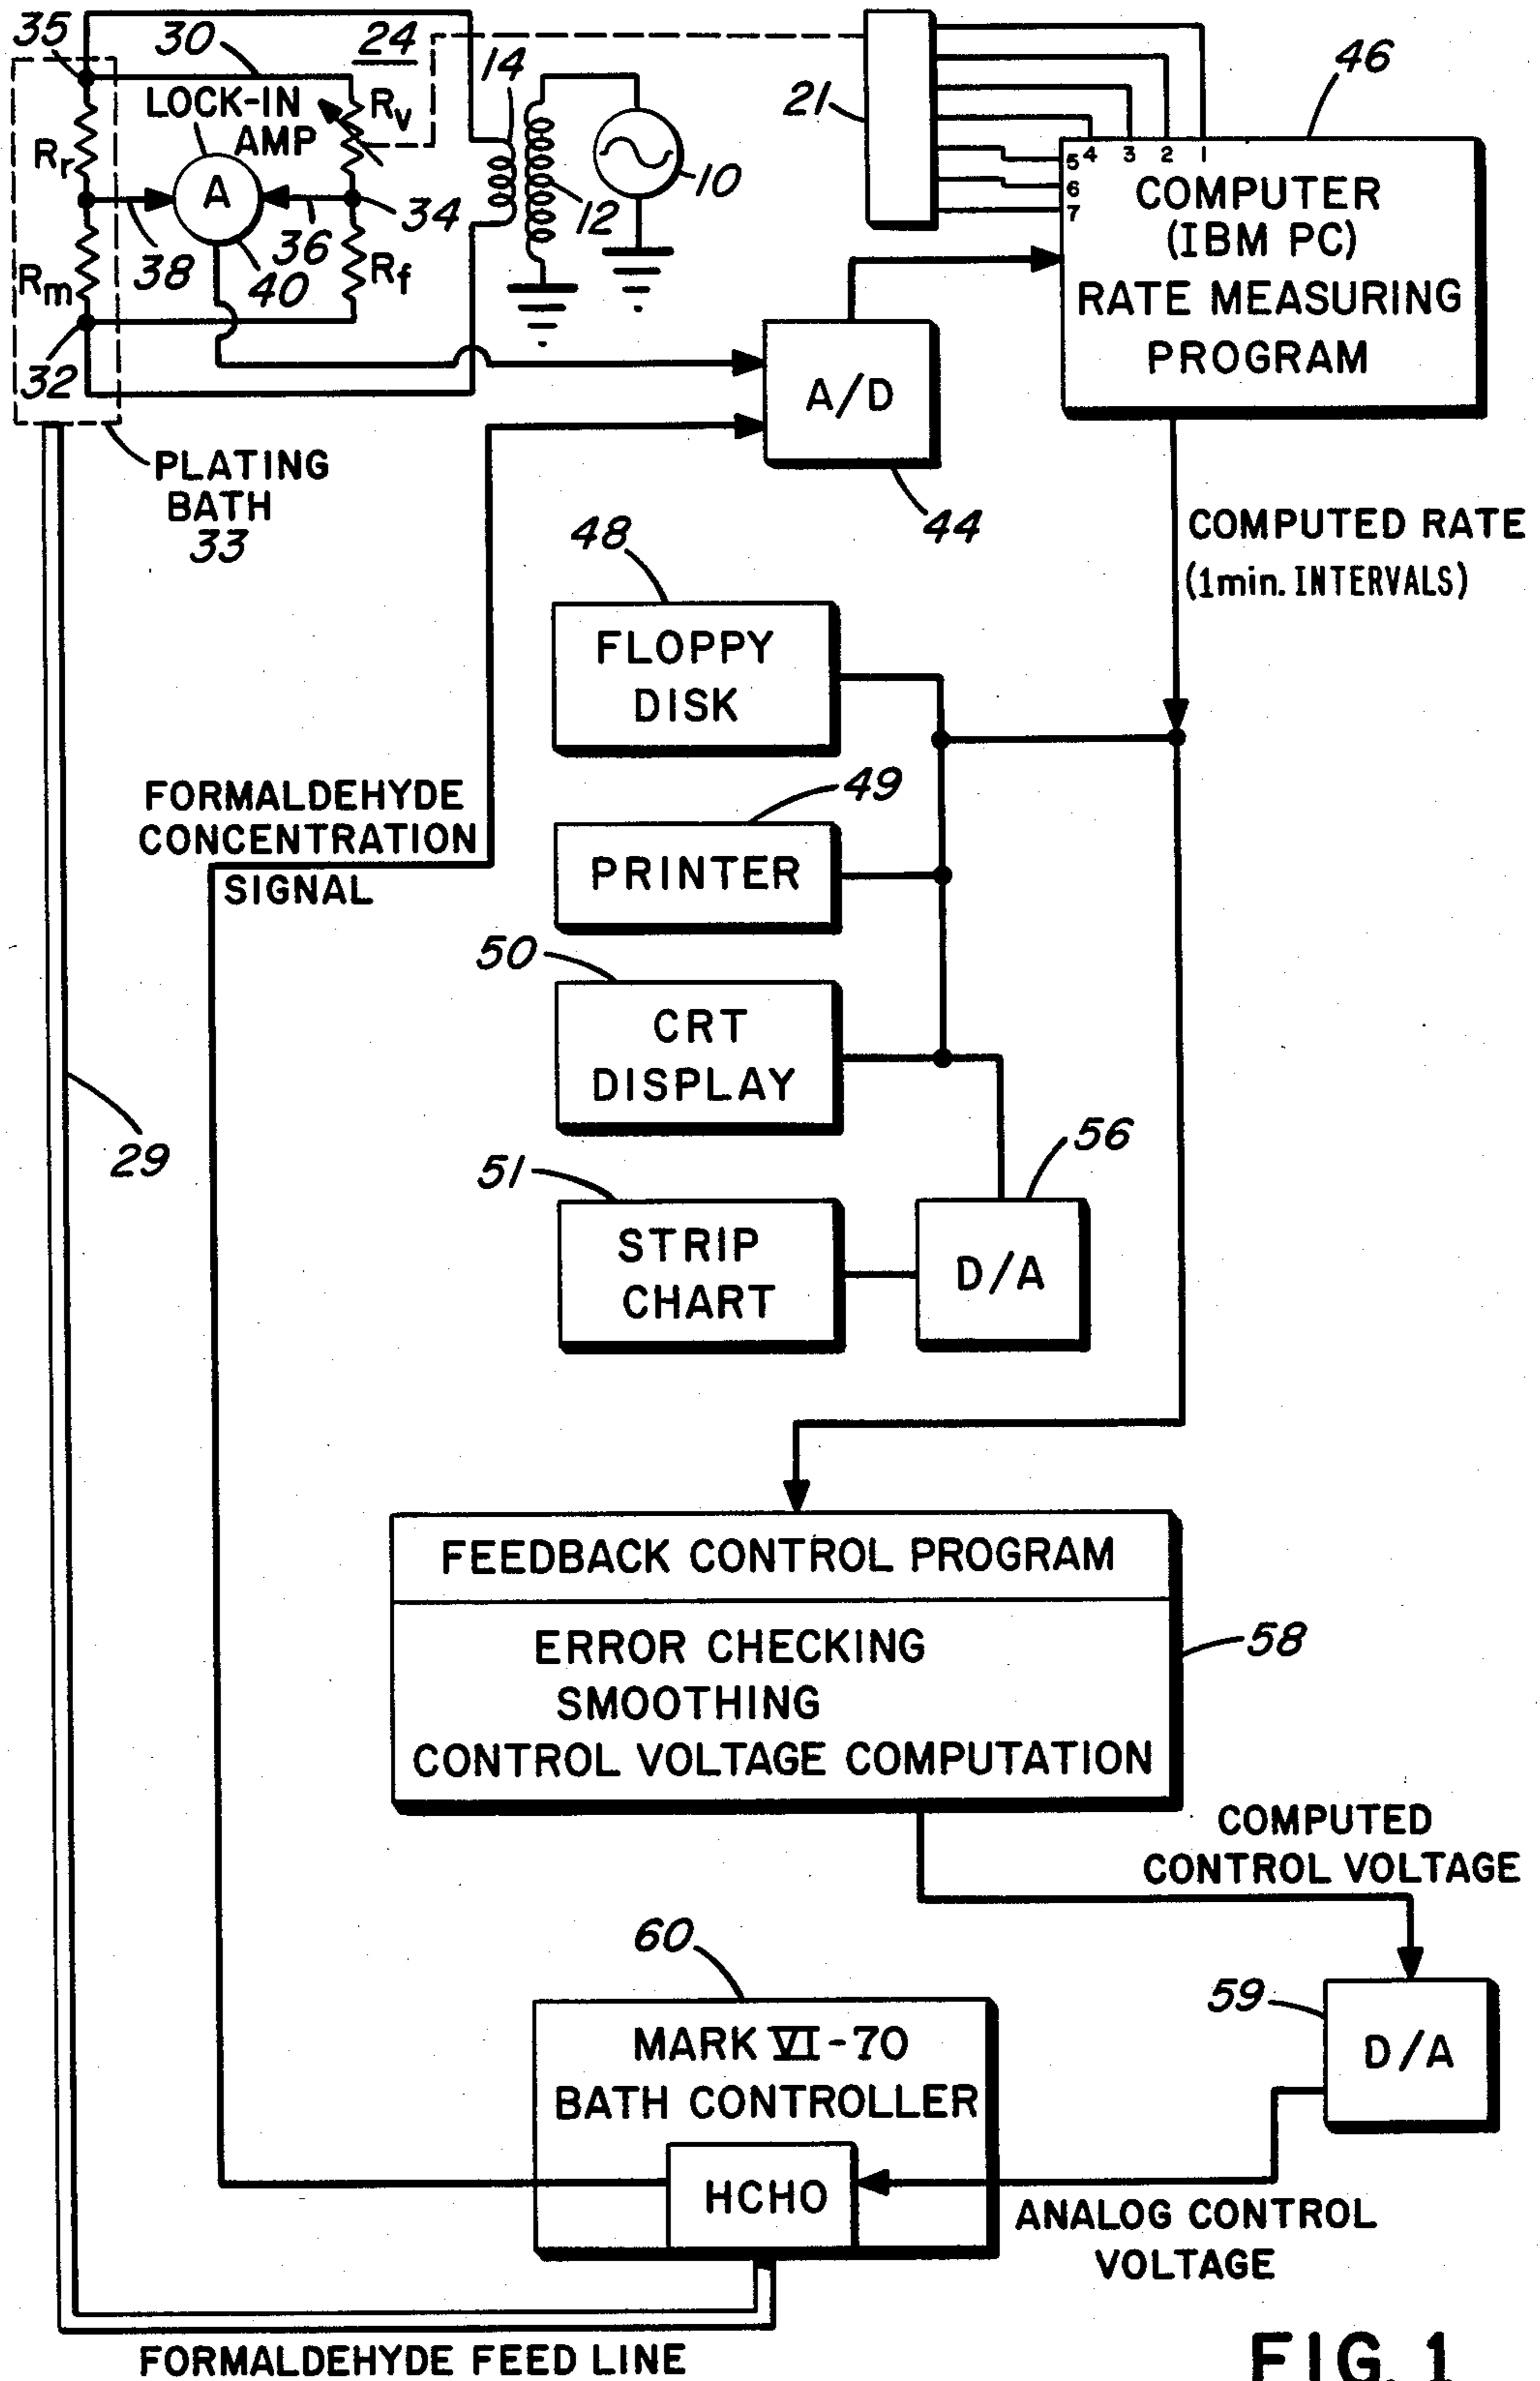 35
30
24
14
46
LOCK-IN
AMP
Rv
21
Rr
A
10
5 4 3 2 1
6
7
COMPUTER
(IBM PC)
RATE MEASURING
PROGRAM
12
34
36
38
40
Rm
Rf
32
A/D
PLATING
BATH
33
44
COMPUTED RATE
(1min. INTERVALS)
48
FLOPPY
DISK
49
FORMALDEHYDE
CONCENTRATION
SIGNAL
PRINTER
50
CRT
DISPLAY
29
56
51
STRIP
CHART
D/A
FEEDBACK CONTROL PROGRAM
ERROR CHECKING
SMOOTHING
CONTROL VOLTAGE COMPUTATION
58
COMPUTED
CONTROL VOLTAGE
60
59
MARK VI-70
BATH CONTROLLER
D/A
HCHO
ANALOG CONTROL
VOLTAGE
FORMALDEHYDE FEED LINE
FIG. 1